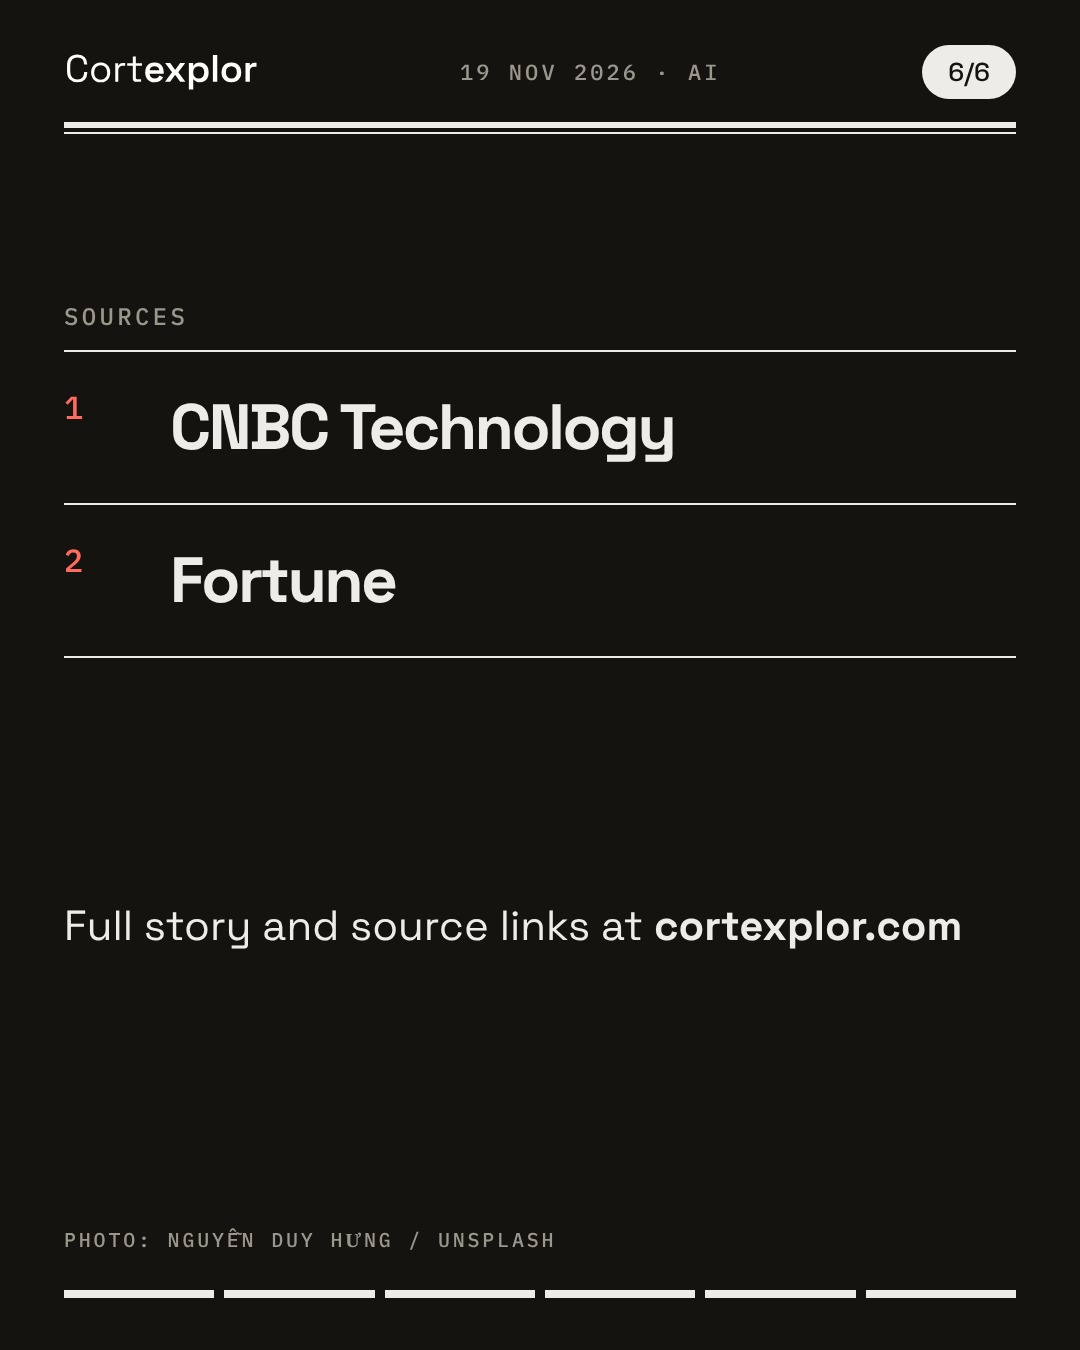 Cortexplor
19 NOV 2026 · AI
6/6
SOURCES
1
CNBC Technology
2
Fortune
Full story and source links at cortexplor.com
PHOTO: NGUYỄN DUY HƯNG / UNSPLASH